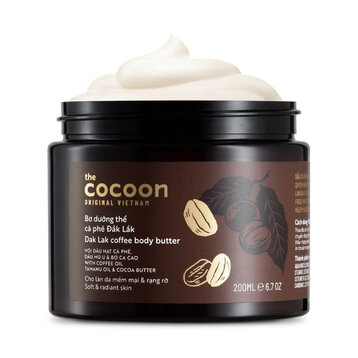 the
cocoon
ORIGINAL VIETNAM
Bơ dưỡng thể
cà phê Đắk Lắk
Dak Lak coffee body butter
VỚI DẦU HẠT CÀ PHÊ,
DẦU MÙ U & BƠ CA CAO
WITH COFFEE OIL
TAMANU OIL & COCOA BUTTER
Cho làn da mềm mại & rạng rỡ
Soft & radiant skin
200ML ℮ 6.7 OZ